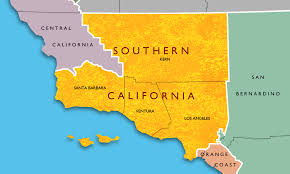 CENTRAL
CALIFORNIA
SOUTHERN
KERN
SANTA BARBARA
CALIFORNIA
VENTURA
LOS ANGELES
SAN
BERNARDINO
ORANGE
COAST